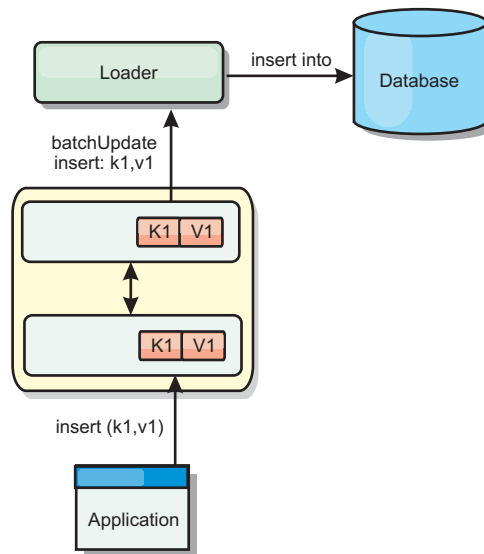 Loader
insert into
Database
batchUpdate
insert: k1,v1
K1 V1
K1 V1
insert (k1,v1)
Application